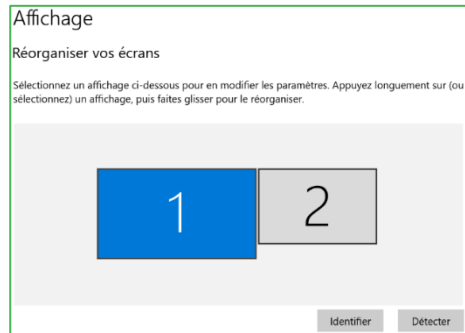 Affichage
Réorganiser vos écrans
Sélectionnez un affichage ci-dessous pour en modifier les paramètres. Appuyez longuement sur (ou
sélectionnez) un affichage, puis faites glisser pour le réorganiser.
1 2
Identifier Détecter